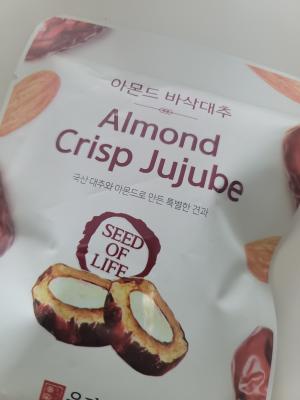 아몬드 바삭대추
Almond
Crisp Jujube
국산 대추와 아몬드로 만든 특별한 견과
SEED
OF
LIFE